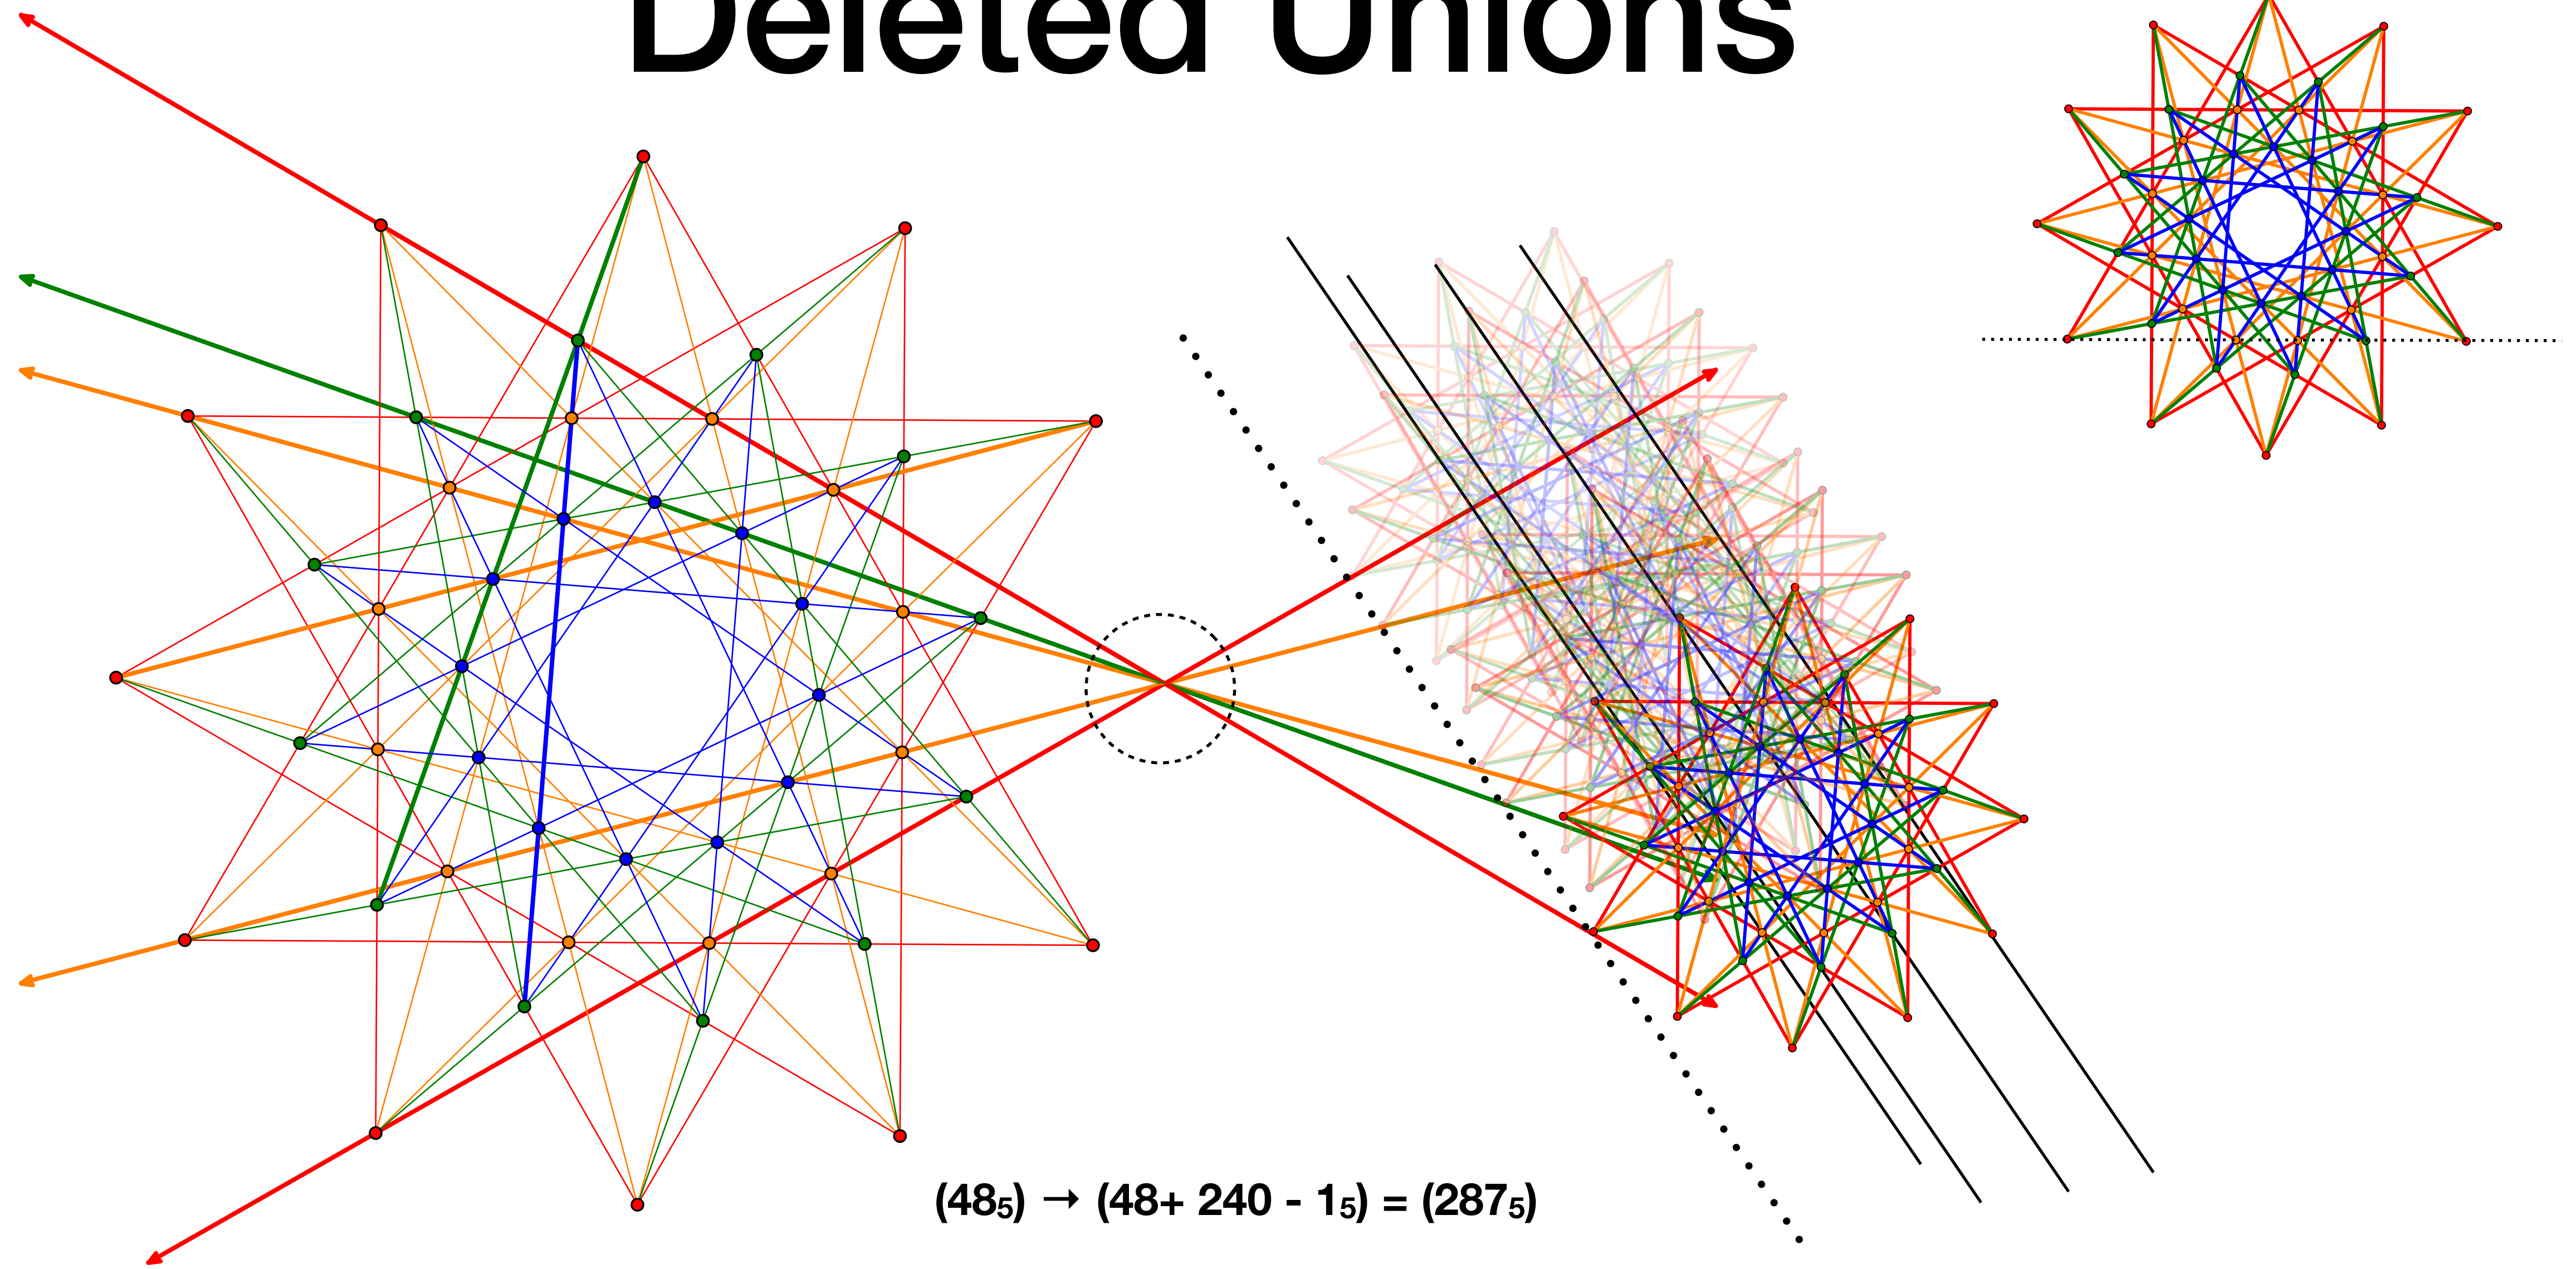 Deleted Unions
(48₅) → (48+ 240 - 1₅) = (287₅)